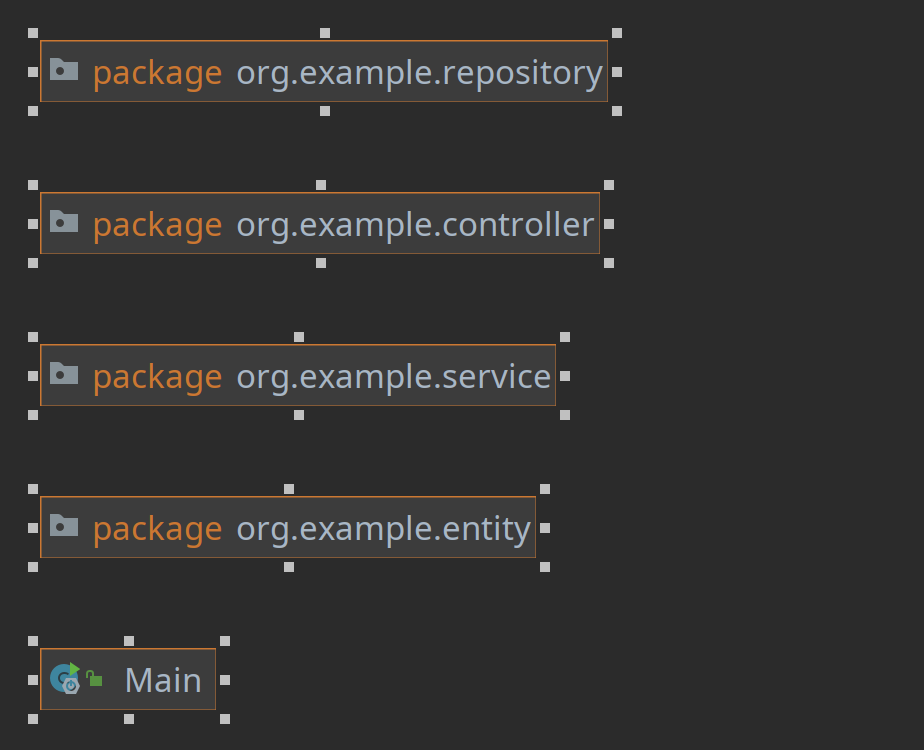 package org.example.repository
package org.example.controller
package org.example.service
package org.example.entity
Main